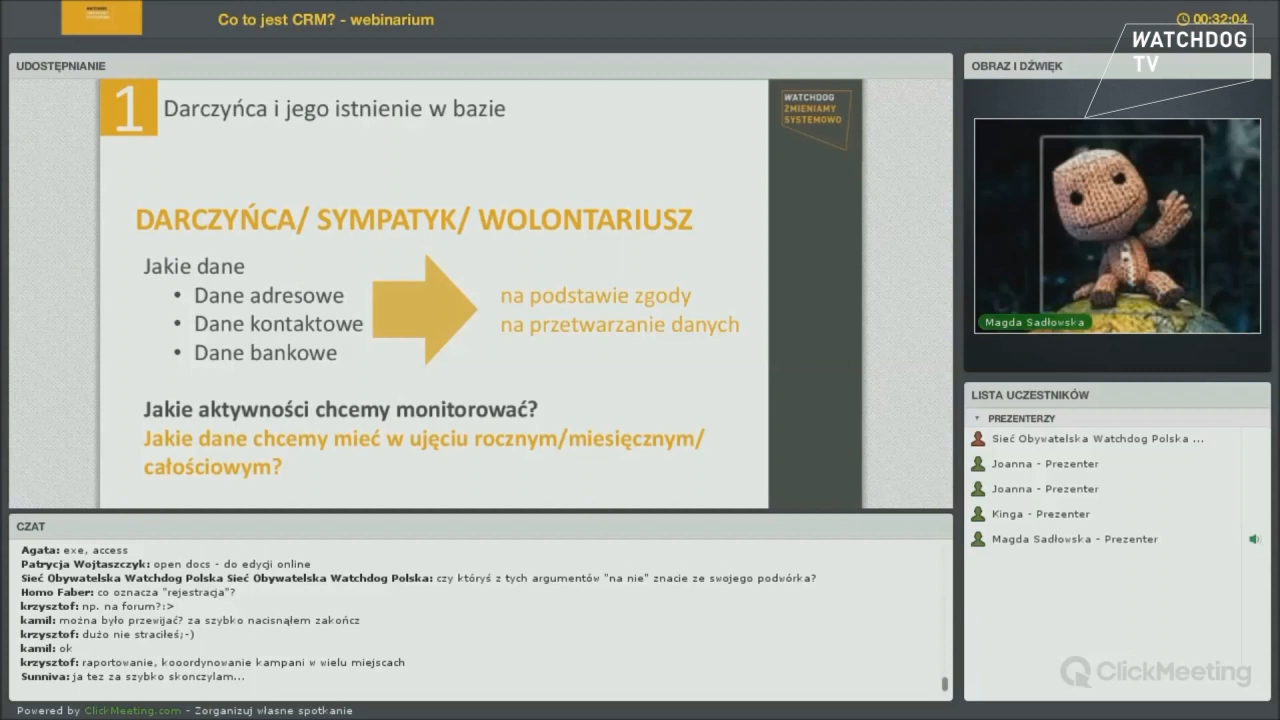 Co to jest CRM? - webinarium
00:32:04
WATCHDOG
TV
UDOSTĘPNIANIE
1 Darczyńca i jego istnienie w bazie
WATCHDOG
ZMIENIAMY
SYSTEMOWO
DARCZYŃCA/ SYMPATYK/ WOLONTARIUSZ
Jakie dane
• Dane adresowe
• Dane kontaktowe
• Dane bankowe
na podstawie zgody
na przetwarzanie danych
Jakie aktywności chcemy monitorować?
Jakie dane chcemy mieć w ujęciu rocznym/miesięcznym/
całościowym?
OBRAZ I DŹWIĘK
Magda Sadłowska
LISTA UCZESTNIKÓW
PREZENTERZY
Sieć Obywatelska Watchdog Polska ...
Joanna - Prezenter
Joanna - Prezenter
Kinga - Prezenter
Magda Sadłowska - Prezenter
ClickMeeting
CZAT
Agata: exe, access
Patrycja Wojtaszczyk: open docs - do edycji online
Sieć Obywatelska Watchdog Polska Sieć Obywatelska Watchdog Polska: czy któryś z tych argumentów "na nie" znacie ze swojego podwórka?
Homo Faber: co oznacza "rejestracja"?
krzysztof: np. na forum?:>
kamil: można było przewijać? za szybko nacisnąłem zakończ
krzysztof: dużo nie straciłeś;-)
kamil: ok
krzysztof: raportowanie, kooordynowanie kampani w wielu miejscach
Sunniva: ja tez za szybko skonczylam...
Powered by ClickMeeting.com - Zorganizuj własne spotkanie